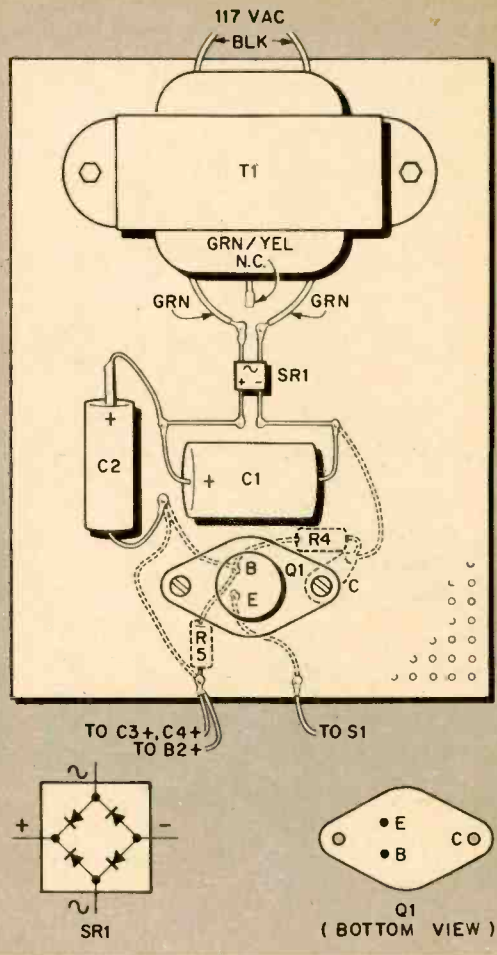 117 VAC
BLK
T1
GRN/YEL
N.C.
GRN
GRN
~
+ -
SR1
+
C2
+
C1
R4
B
Q1
E
C
R
5
TO C3+, C4+
TO B2+
TO S1
~
+
-
~
SR1
E
B
C
Q1
( BOTTOM VIEW )